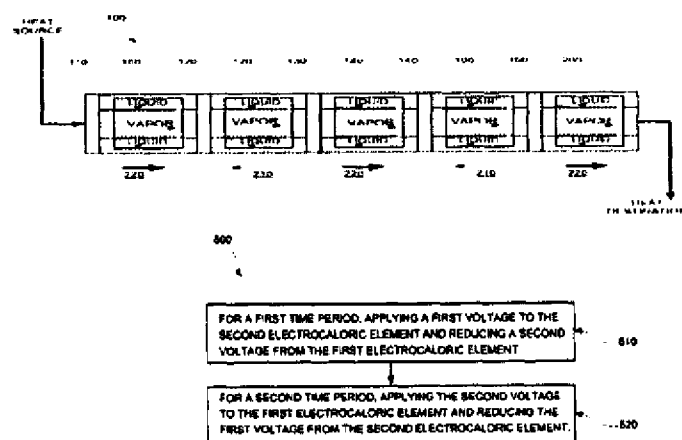 HEAT
SOURCE
100
LIQUID LIQUID LIQUID LIQUID LIQUID
VAPOR VAPOR VAPOR VAPOR VAPOR
LIQUID LIQUID LIQUID LIQUID LIQUID
220 210 220 210 220
HEAT
DESTINATION
FOR A FIRST TIME PERIOD, APPLYING A FIRST VOLTAGE TO THE
SECOND ELECTROCALORIC ELEMENT AND REDUCING A SECOND
VOLTAGE FROM THE FIRST ELECTROCALORIC ELEMENT
610
FOR A SECOND TIME PERIOD, APPLYING THE SECOND VOLTAGE
TO THE FIRST ELECTROCALORIC ELEMENT AND REDUCING THE
FIRST VOLTAGE FROM THE SECOND ELECTROCALORIC ELEMENT.
620